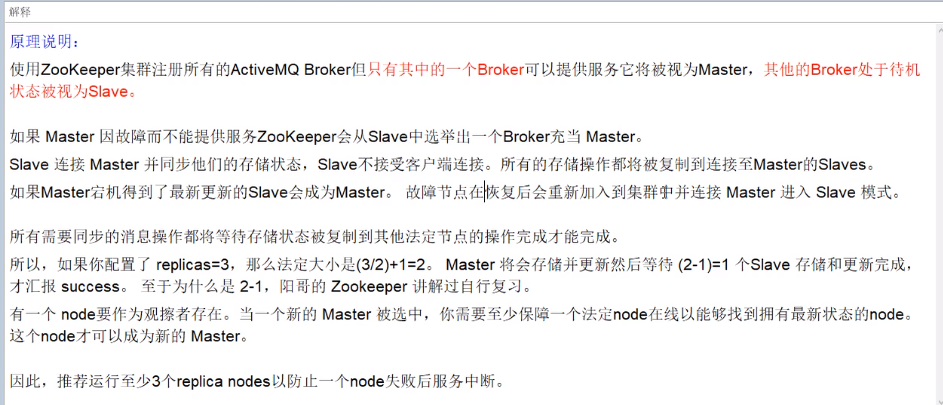 解释
原理说明：
使用ZooKeeper集群注册所有的ActiveMQ Broker但只有其中的一个Broker可以提供服务它将被视为Master，其他的Broker处于待机
状态被视为Slave。
如果 Master 因故障而不能提供服务ZooKeeper会从Slave中选举出一个Broker充当 Master。
Slave 连接 Master 并同步他们的存储状态，Slave不接受客户端连接。所有的存储操作都将被复制到连接至Master的Slaves。
如果Master宕机得到了最新更新的Slave会成为Master。 故障节点在恢复后会重新加入到集群中并连接 Master 进入 Slave 模式。
所有需要同步的消息操作都将等待存储状态被复制到其他法定节点的操作完成才能完成。
所以，如果你配置了 replicas=3，那么法定大小是(3/2)+1=2。 Master 将会存储并更新然后等待 (2-1)=1 个Slave 存储和更新完成，
才汇报 success。 至于为什么是 2-1，阳哥的 Zookeeper 讲解过自行复习。
有一个 node要作为观擦者存在。当一个新的 Master 被选中，你需要至少保障一个法定node在线以能够找到拥有最新状态的node。
这个node才可以成为新的 Master。
因此，推荐运行至少3个replica nodes以防止一个node失败后服务中断。